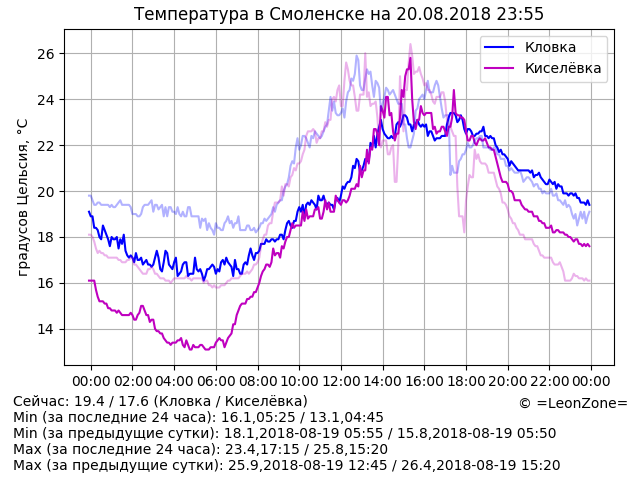 Температура в Смоленске на 20.08.2018 23:55
Кловка
Киселёвка
градусов Цельсия, °C
26
24
22
20
18
16
14
00:00 02:00 04:00 06:00 08:00 10:00 12:00 14:00 16:00 18:00 20:00 22:00 00:00
Сейчас: 19.4 / 17.6 (Кловка / Киселёвка)
© =LeonZone=
Min (за последние 24 часа): 16.1,05:25 / 13.1,04:45
Min (за предыдущие сутки): 18.1,2018-08-19 05:55 / 15.8,2018-08-19 05:50
Max (за последние 24 часа): 23.4,17:15 / 25.8,15:20
Max (за предыдущие сутки): 25.9,2018-08-19 12:45 / 26.4,2018-08-19 15:20